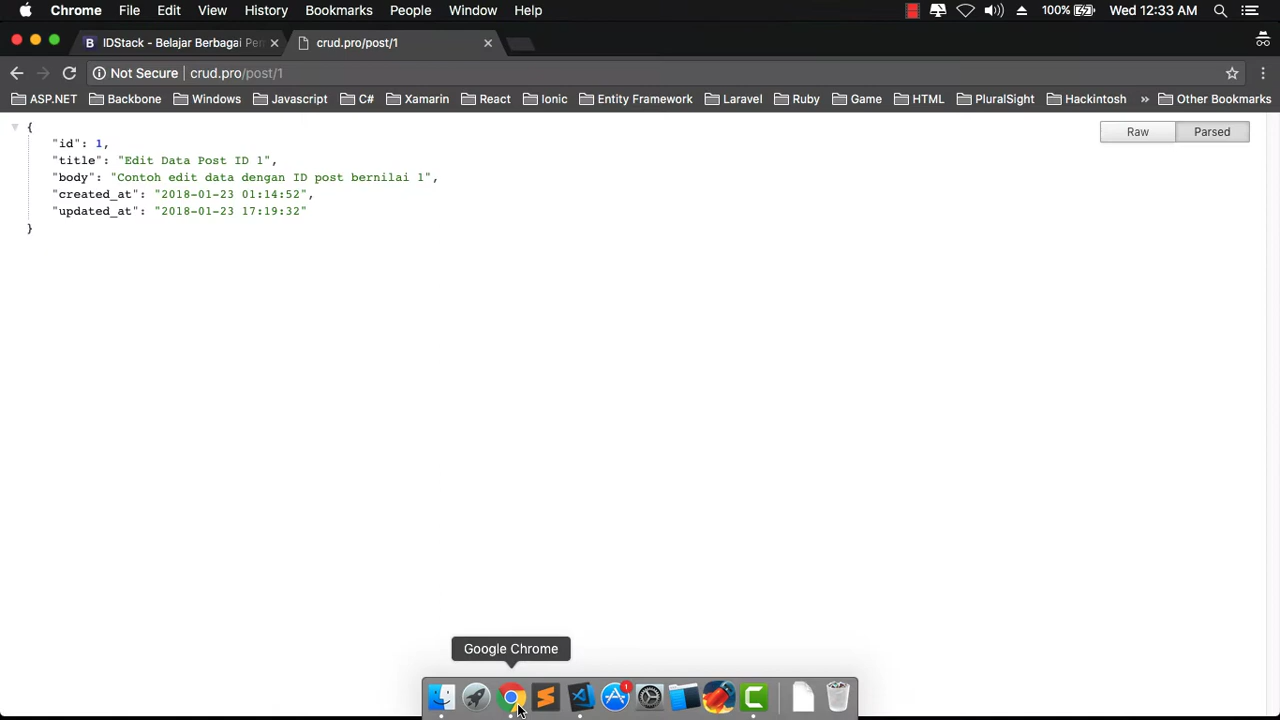 Chrome File Edit View History Bookmarks People Window Help 100% Wed 12:33 AM
IDStack - Belajar Berbagai Per crud.pro/post/1
Not Secure crud.pro/post/1
ASP.NET Backbone Windows Javascript C# Xamarin React Ionic Entity Framework Laravel Ruby Game HTML PluralSight Hackintosh » Other Bookmarks
Raw Parsed
{
"id": 1,
"title": "Edit Data Post ID 1",
"body": "Contoh edit data dengan ID post bernilai 1",
"created_at": "2018-01-23 01:14:52",
"updated_at": "2018-01-23 17:19:32"
}
Google Chrome
1